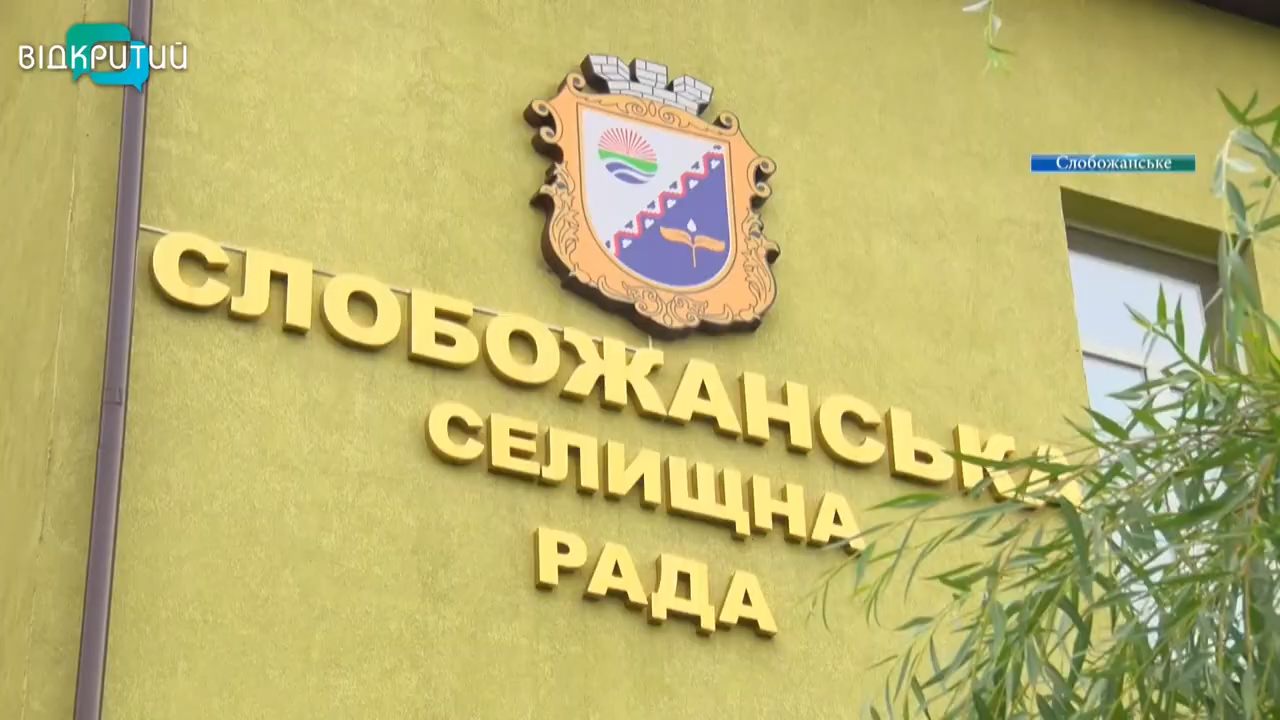 ВІДКРИТИЙ
Слобожанське
СЛОБОЖАНСЬКА
СЕЛИЩНА
РАДА